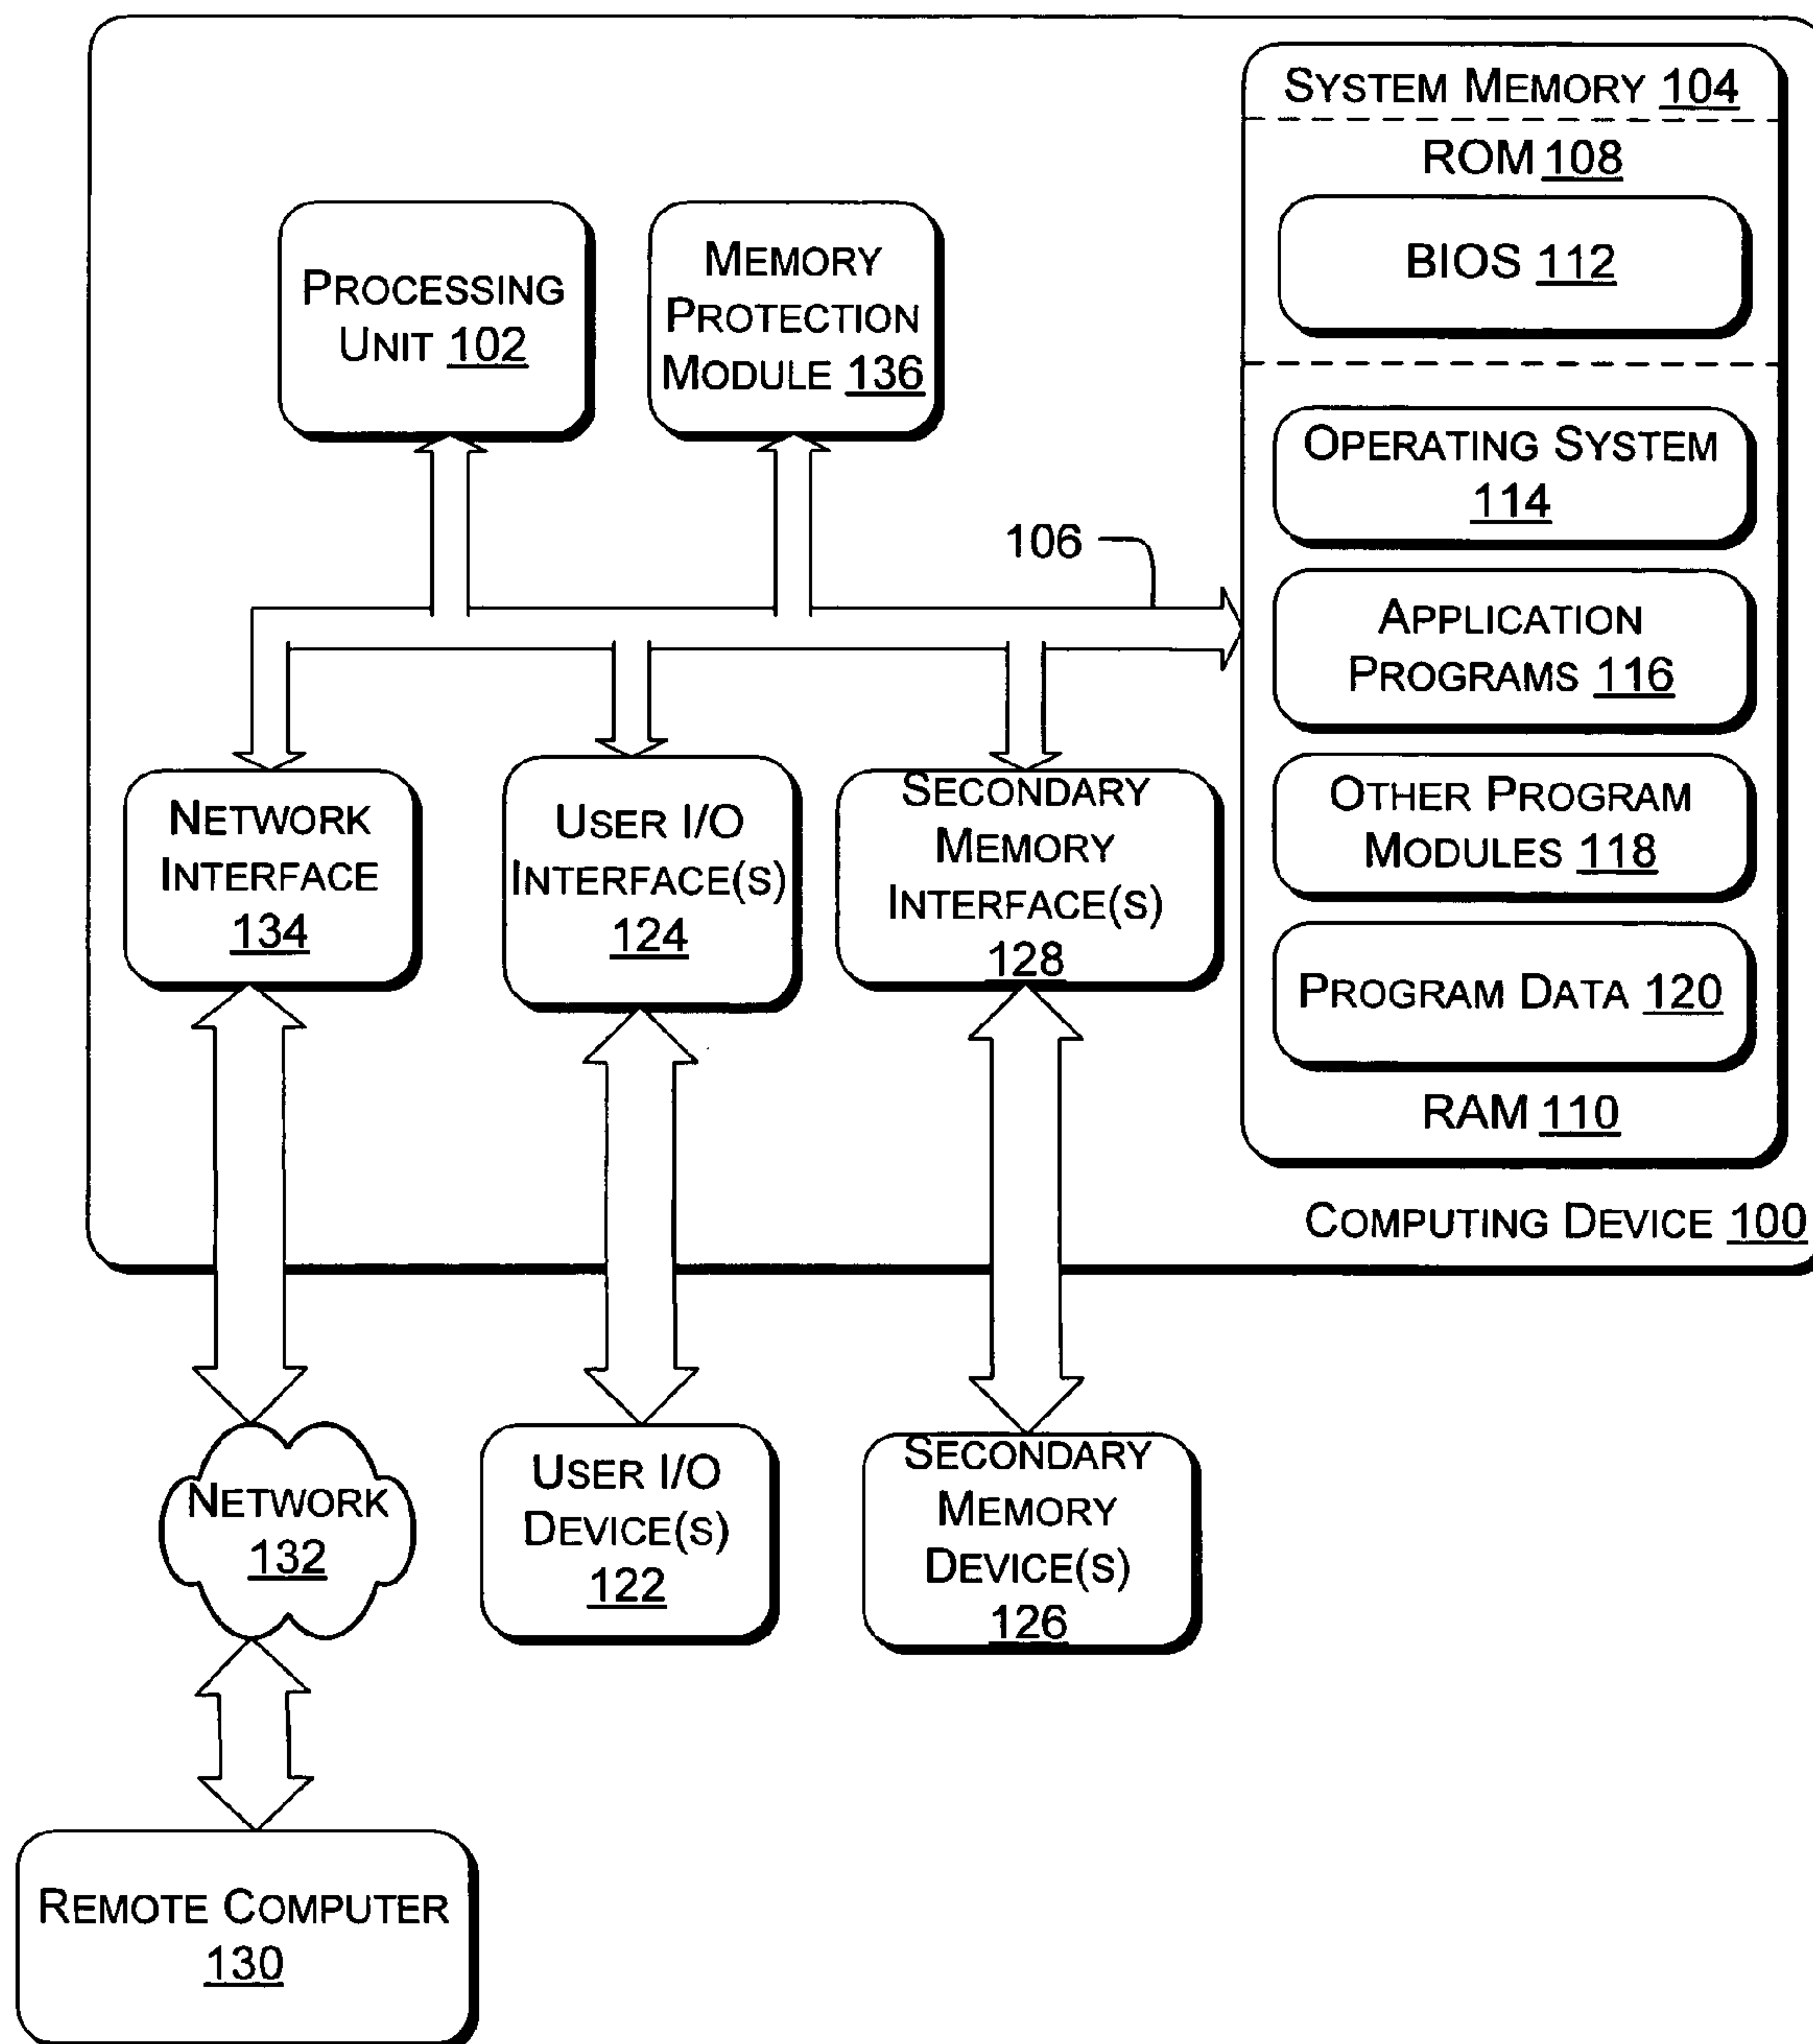 SYSTEM MEMORY 104
ROM 108
BIOS 112
PROCESSING
UNIT 102
MEMORY
PROTECTION
MODULE 136
OPERATING SYSTEM
114
106
APPLICATION
PROGRAMS 116
OTHER PROGRAM
MODULES 118
PROGRAM DATA 120
RAM 110
NETWORK
INTERFACE
134
USER I/O
INTERFACE(S)
124
SECONDARY
MEMORY
INTERFACE(S)
128
COMPUTING DEVICE 100
NETWORK
132
USER I/O
DEVICE(S)
122
SECONDARY
MEMORY
DEVICE(S)
126
REMOTE COMPUTER
130